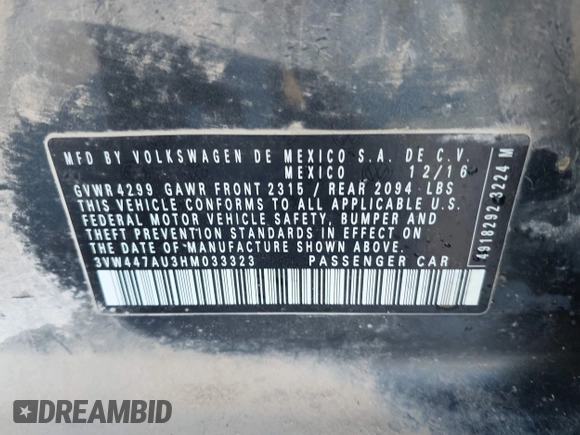 MFD BY VOLKSWAGEN DE MEXICO S.A. DE C.V.
MEXICO 12/16
GVWR 4299 GAWR FRONT 2315 / REAR 2094 LBS
THIS VEHICLE CONFORMS TO ALL APPLICABLE U.S.
FEDERAL MOTOR VEHICLE SAFETY, BUMPER AND
THEFT PREVENTION STANDARDS IN EFFECT ON THE
DATE OF MANUFACTURE SHOWN ABOVE.
3VW447AU3HM033323 PASSENGER CAR
4918292-3224 M
DREAMBID